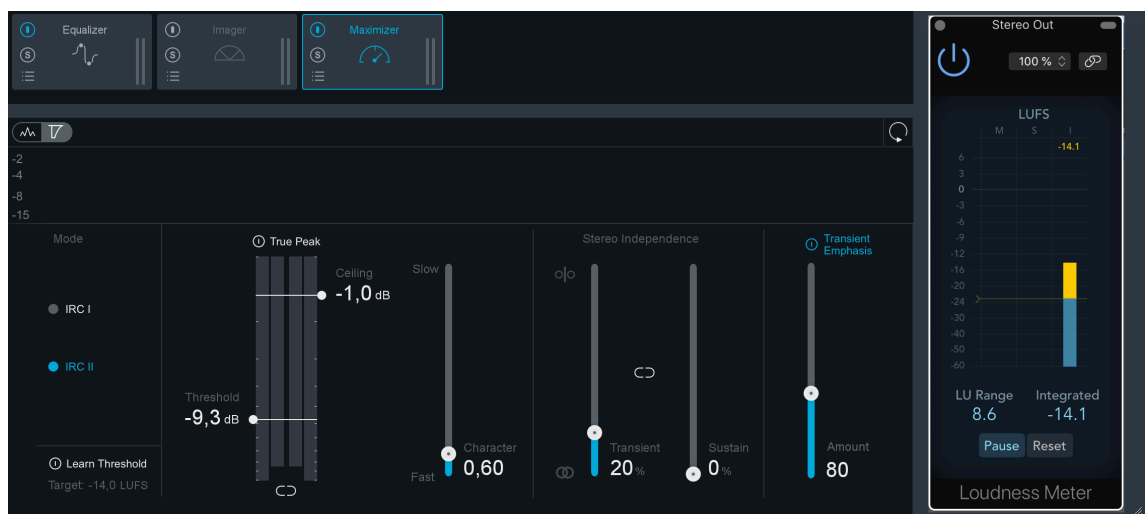 Equalizer
Imager
Maximizer
S
S
S
-2
-4
-8
-15
Mode
IRC I
IRC II
Learn Threshold
Target: -14,0 LUFS
True Peak
Ceiling
-1,0 dB
Threshold
-9,3 dB
Slow
Fast
Character
0,60
Stereo Independence
Transient
20 %
Sustain
0 %
Transient
Emphasis
Amount
80
Stereo Out
100 %
LUFS
M S I
-14.1
6
3
0
-3
-6
-9
-12
-16
-20
-24
-30
-40
-50
-60
LU Range Integrated
8.6 -14.1
Pause Reset
Loudness Meter